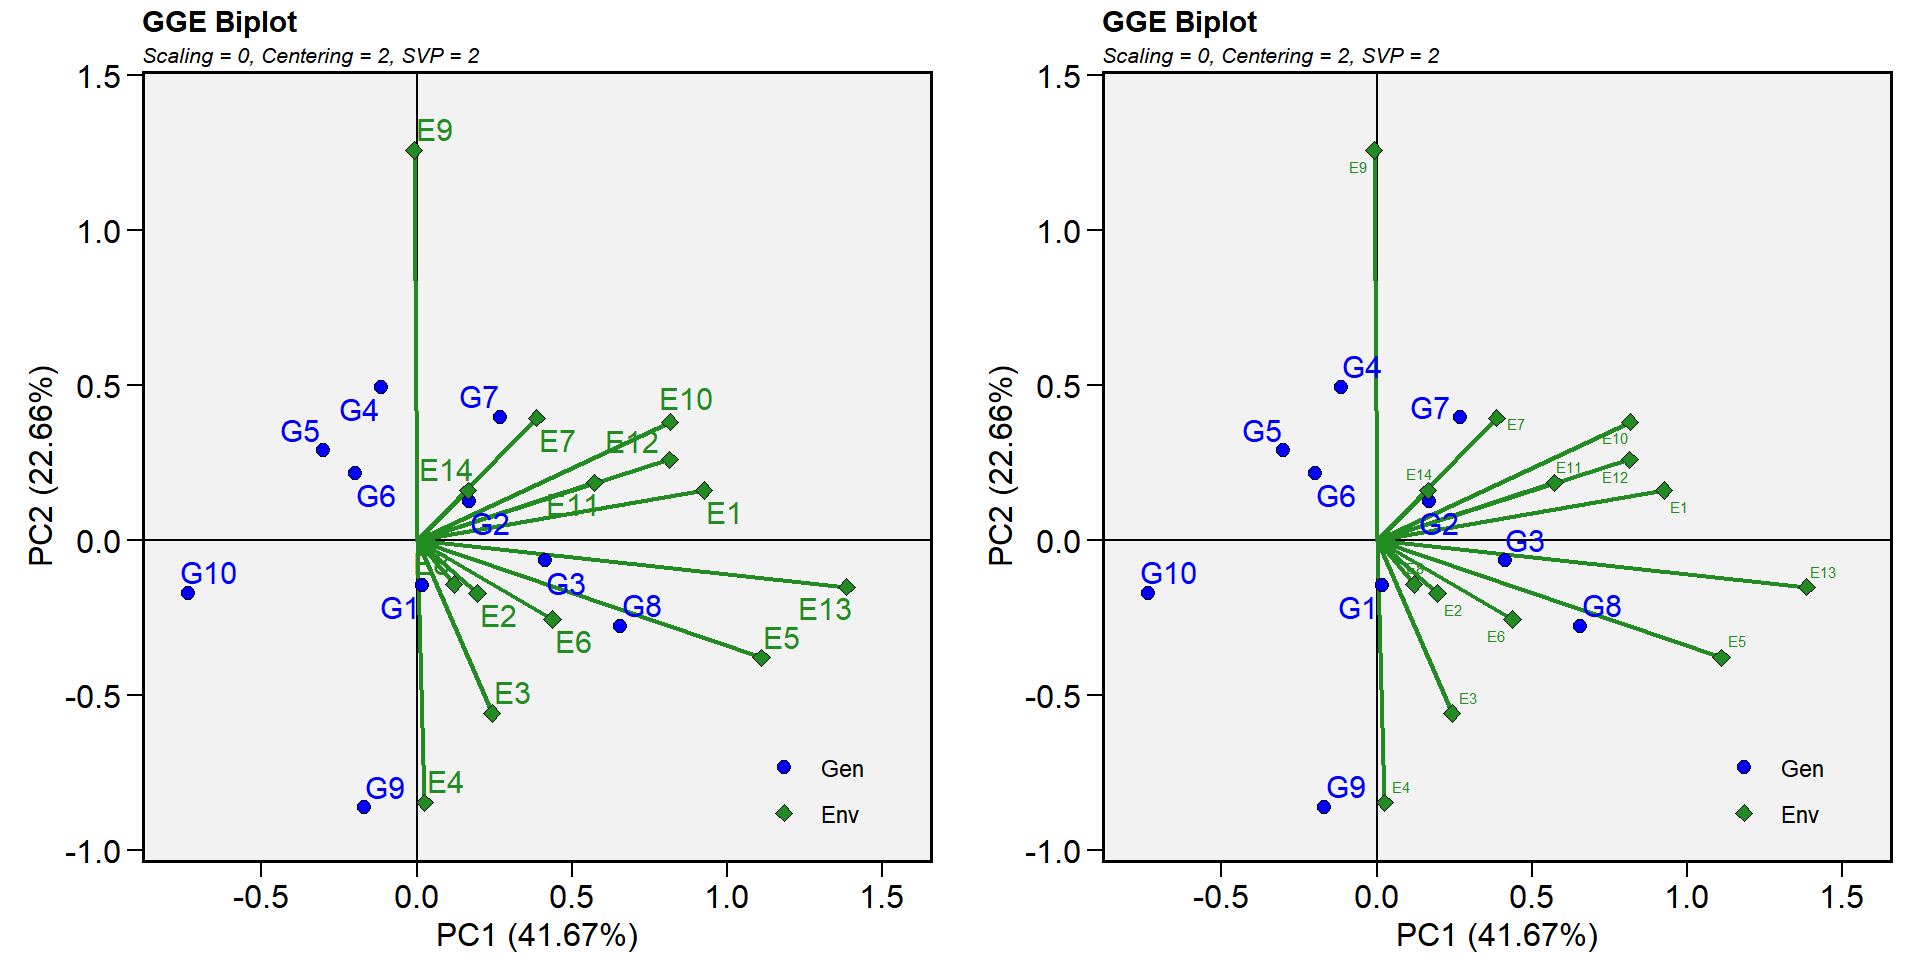 GGE Biplot
Scaling = 0, Centering = 2, SVP = 2
1.5
1.0
0.5
0.0
-0.5
-1.0
PC2 (22.66%)
E9
G4
G5
G6
G7
E7
E10
E12
E14
E11
E1
G2
G10
G1
E2
G3
E6
G8
E13
E5
E3
G9
E4
Gen
Env
-0.5
0.0
0.5
1.0
1.5
PC1 (41.67%)
GGE Biplot
Scaling = 0, Centering = 2, SVP = 2
1.5
1.0
0.5
0.0
-0.5
-1.0
PC2 (22.66%)
E9
G4
G7
E7
G5
E10
E14
E11
E12
G6
E1
G2
G3
G10
E8
E13
G1
E2
G8
E6
E5
E3
G9
E4
Gen
Env
-0.5
0.0
0.5
1.0
1.5
PC1 (41.67%)